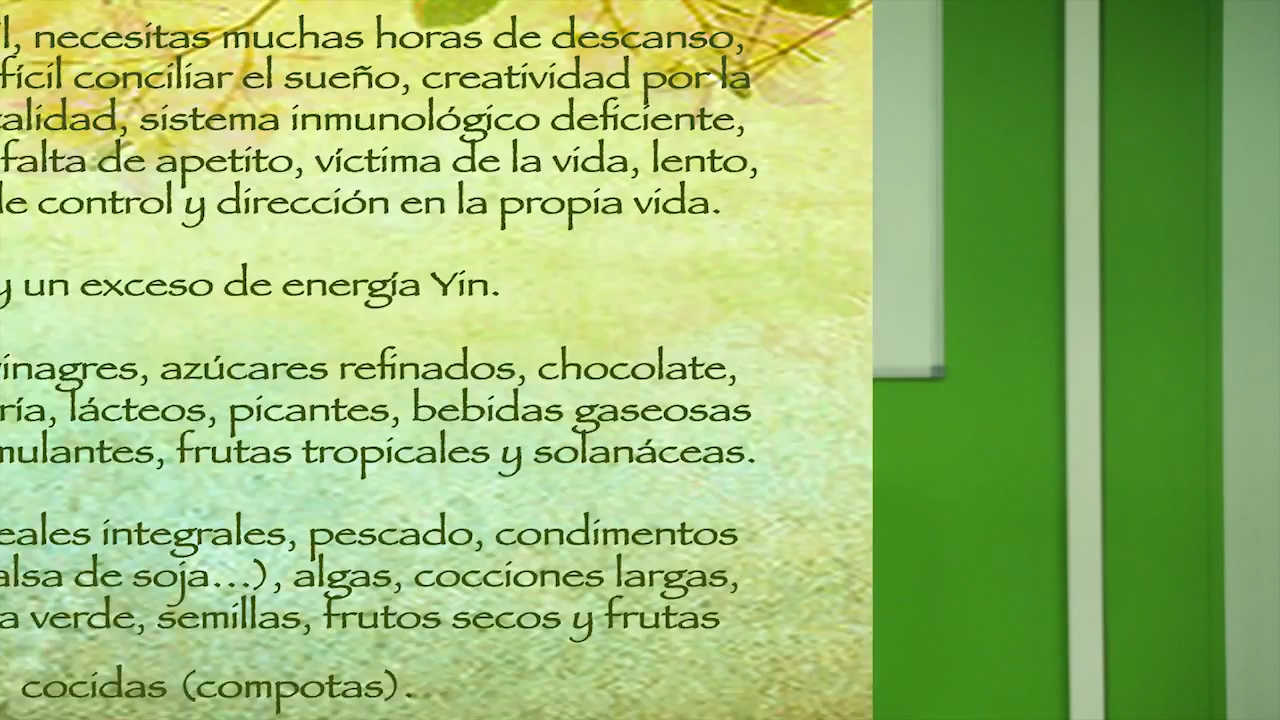 l, necesitas muchas horas de descanso,
fícil conciliar el sueño, creatividad por la
alidad, sistema inmunológico deficiente,
falta de apetito, víctima de la vida, lento,
de control y dirección en la propia vida.
y un exceso de energía Yin.
vinagres, azúcares refinados, chocolate,
ría, lácteos, picantes, bebidas gaseosas
mulantes, frutas tropicales y solanáceas.
eales integrales, pescado, condimentos
alsa de soja...), algas, cocciones largas,
a verde, semillas, frutos secos y frutas
cocidas (compotas).